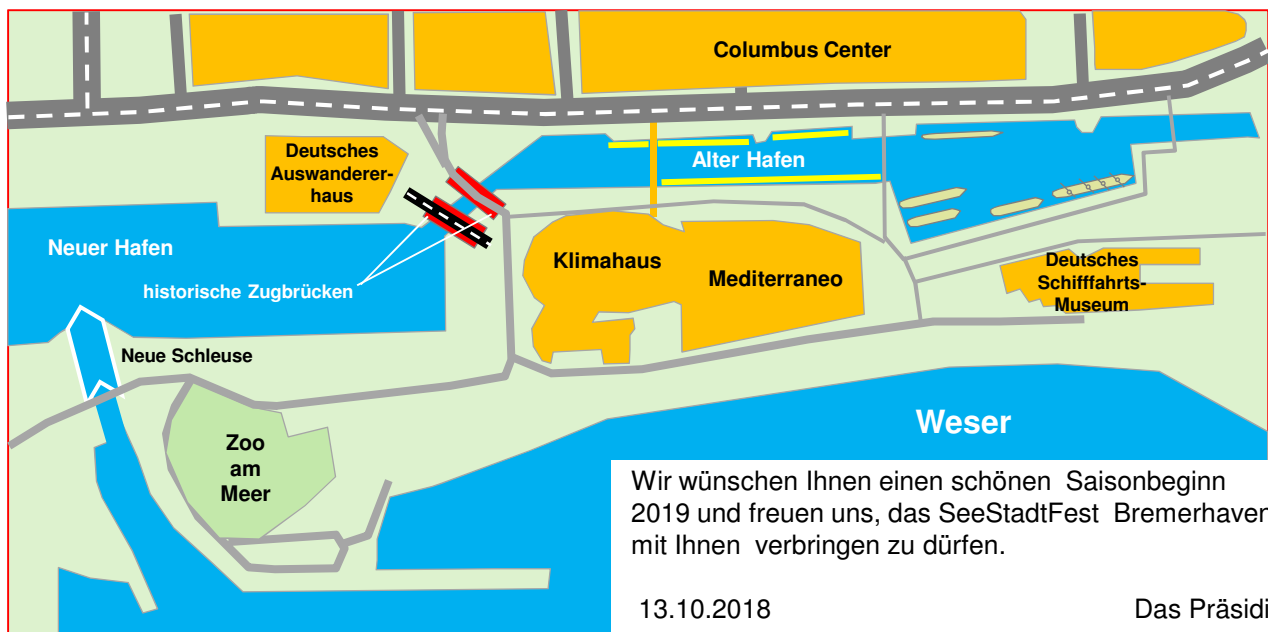 Columbus Center
Deutsches
Auswanderer-
haus
Alter Hafen
Neuer Hafen
historische Zugbrücken
Klimahaus
Mediterraneo
Deutsches
Schifffahrts-
Museum
Neue Schleuse
Zoo
am
Meer
Weser
Wir wünschen Ihnen einen schönen Saisonbeginn
2019 und freuen uns, das SeeStadtFest Bremerhaven
mit Ihnen verbringen zu dürfen.
13.10.2018 Das Präsidi